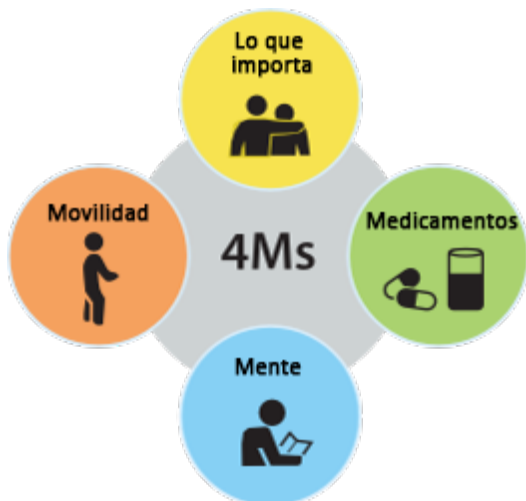 Lo que
importa
Movilidad
4Ms
Medicamentos
Mente